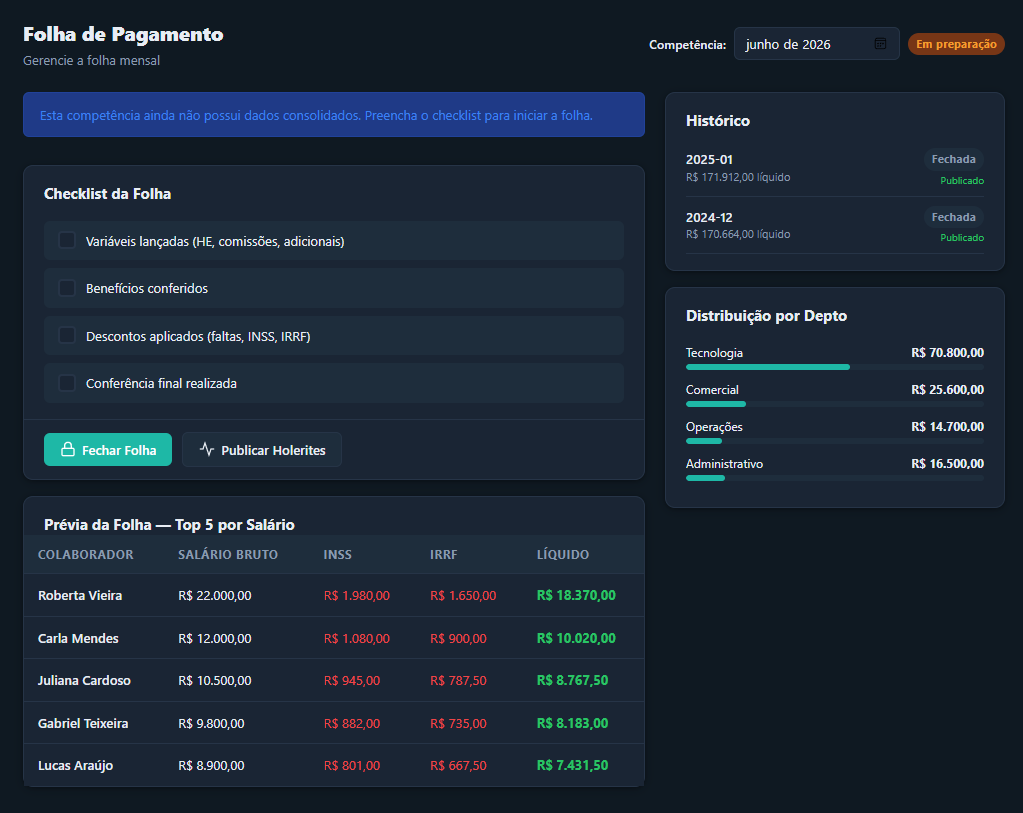 Folha de Pagamento
Gerencie a folha mensal
Competência: junho de 2026 Em preparação
Esta competência ainda não possui dados consolidados. Preencha o checklist para iniciar a folha.
Checklist da Folha
Variáveis lançadas (HE, comissões, adicionais)
Benefícios conferidos
Descontos aplicados (faltas, INSS, IRRF)
Conferência final realizada
Fechar Folha Publicar Holerites
Prévia da Folha — Top 5 por Salário
COLABORADOR SALÁRIO BRUTO INSS IRRF LÍQUIDO
Roberta Vieira R$ 22.000,00 R$ 1.980,00 R$ 1.650,00 R$ 18.370,00
Carla Mendes R$ 12.000,00 R$ 1.080,00 R$ 900,00 R$ 10.020,00
Juliana Cardoso R$ 10.500,00 R$ 945,00 R$ 787,50 R$ 8.767,50
Gabriel Teixeira R$ 9.800,00 R$ 882,00 R$ 735,00 R$ 8.183,00
Lucas Araújo R$ 8.900,00 R$ 801,00 R$ 667,50 R$ 7.431,50
Histórico
2025-01 Fechada
R$ 171.912,00 líquido Publicado
2024-12 Fechada
R$ 170.664,00 líquido Publicado
Distribuição por Depto
Tecnologia R$ 70.800,00
Comercial R$ 25.600,00
Operações R$ 14.700,00
Administrativo R$ 16.500,00